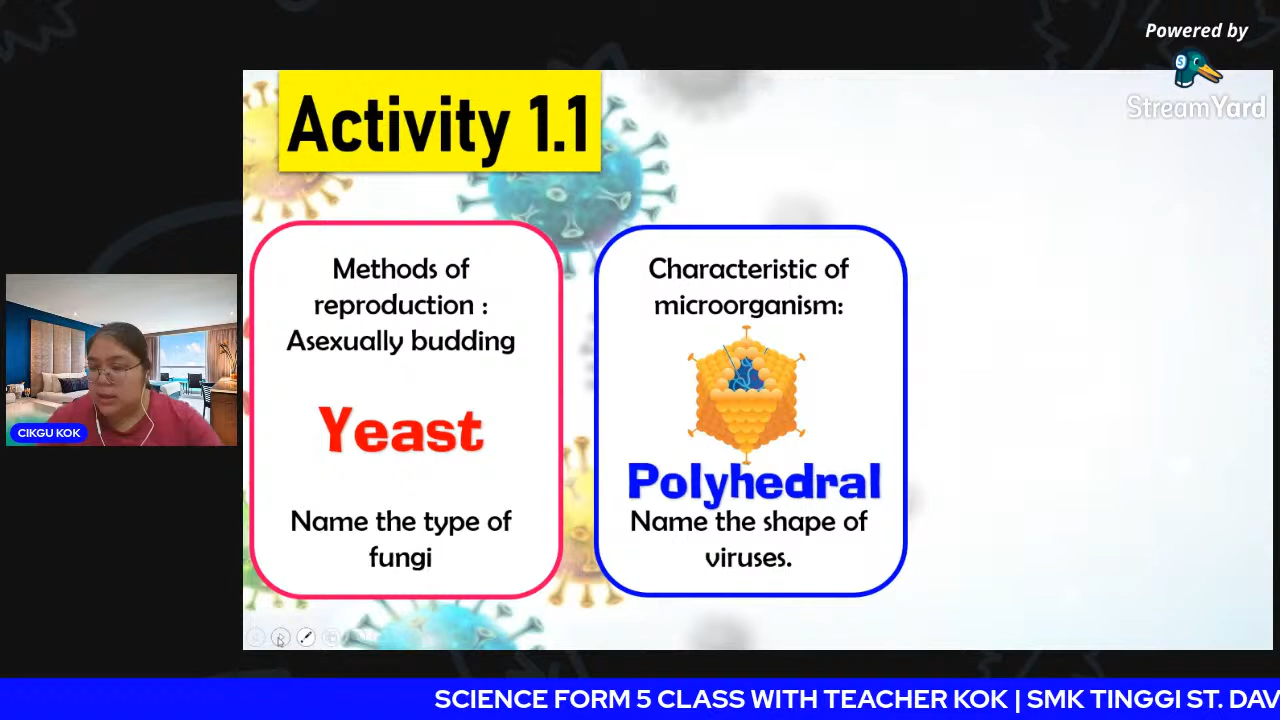 Powered by
StreamYard
Activity 1.1
Methods of
reproduction :
Asexually budding
Yeast
Name the type of
fungi
Characteristic of
microorganism:
Polyhedral
Name the shape of
viruses.
CIKGU KOK
SCIENCE FORM 5 CLASS WITH TEACHER KOK | SMK TINGGI ST. DAV